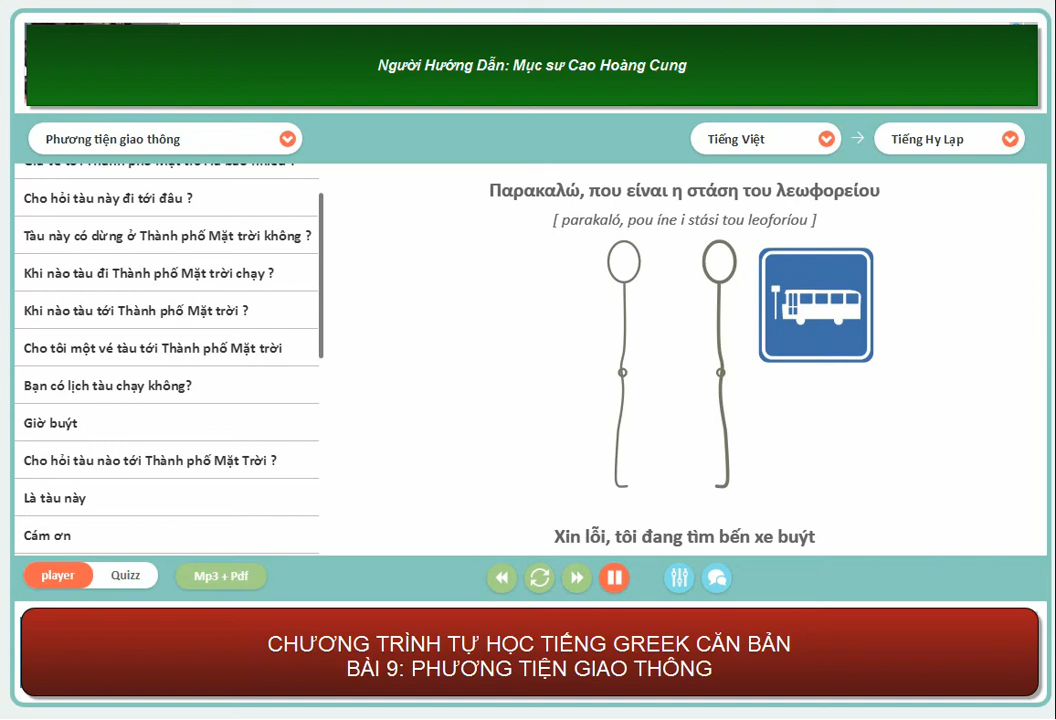 Người Hướng Dẫn: Mục sư Cao Hoàng Cung
Phương tiện giao thông
Tiếng Việt
Tiếng Hy Lạp
Cho hỏi tàu này đi tới đâu ?
Tàu này có dừng ở Thành phố Mặt trời không ?
Khi nào tàu đi Thành phố Mặt trời chạy ?
Khi nào tàu tới Thành phố Mặt trời ?
Cho tôi một vé tàu tới Thành phố Mặt trời
Bạn có lịch tàu chạy không?
Giờ buýt
Cho hỏi tàu nào tới Thành phố Mặt Trời ?
Là tàu này
Cám ơn
Παρακαλώ, που είναι η στάση του λεωφορείου
[ parakaló, pou íne i stási tou leoforíou ]
Xin lỗi, tôi đang tìm bến xe buýt
player
Quizz
Mp3 + Pdf
CHƯƠNG TRÌNH TỰ HỌC TIẾNG GREEK CĂN BẢN
BÀI 9: PHƯƠNG TIỆN GIAO THÔNG